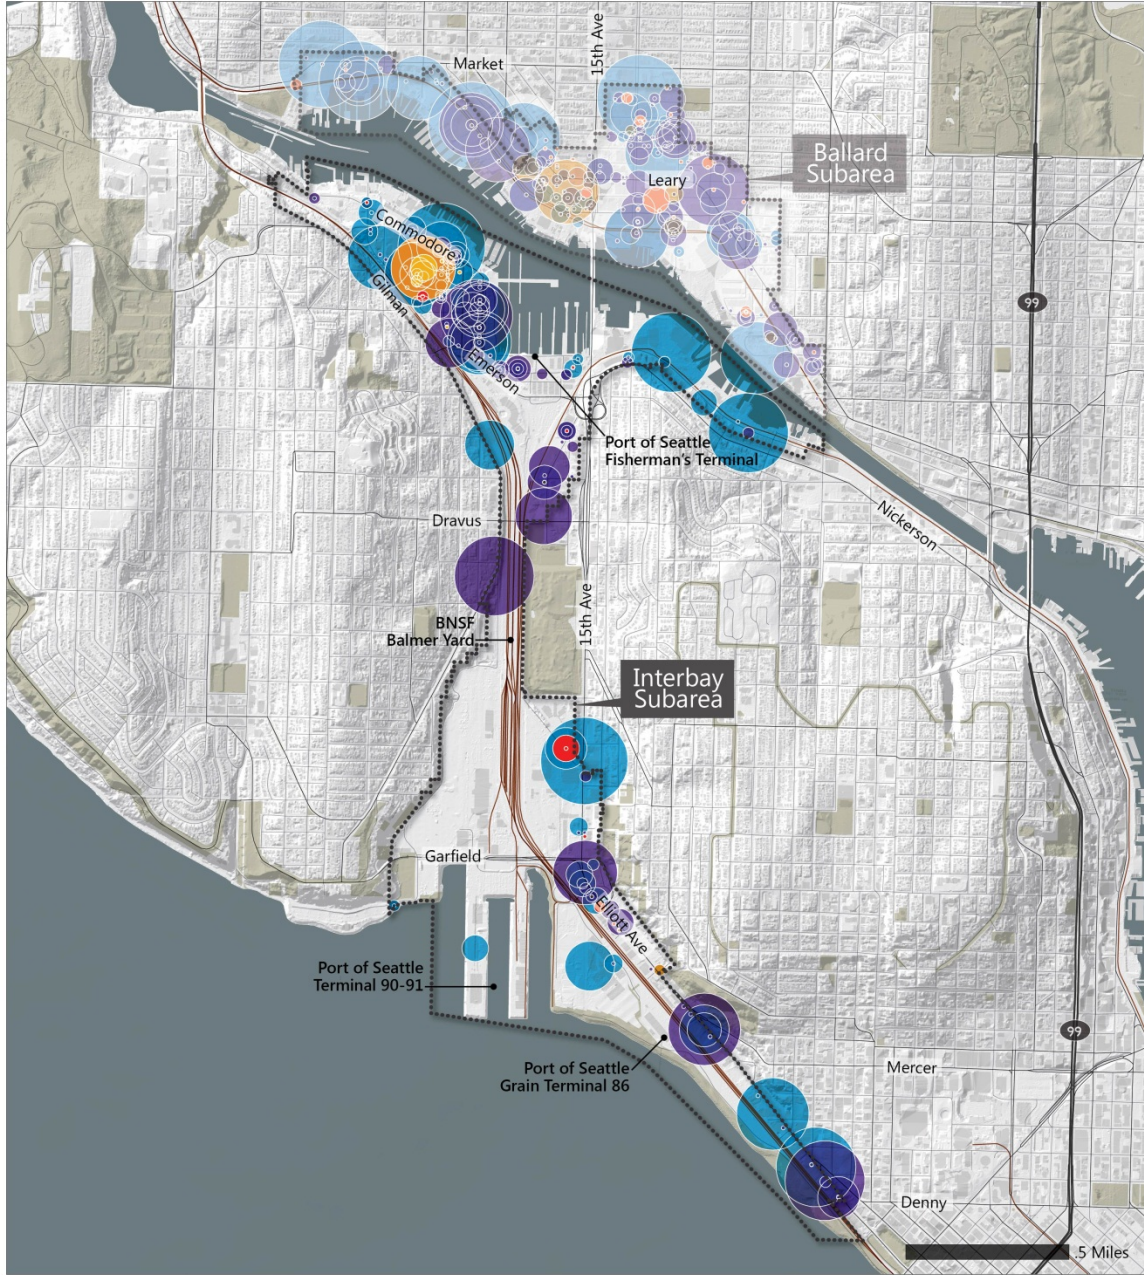 Market
15th Ave
Ballard
Subarea
Leary
Commodore
Gilman
Emerson
99
Port of Seattle
Fisherman's Terminal
Nickerson
Dravus
15th Ave
BNSF
Balmer Yard
Interbay
Subarea
Garfield
Elliott Ave
Port of Seattle
Terminal 90-91
99
Port of Seattle
Grain Terminal 86
Mercer
Denny
.5 Miles